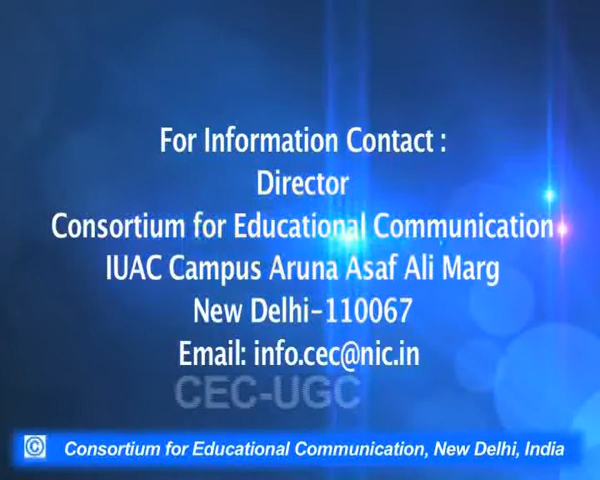 For Information Contact :
Director
Consortium for Educational Communication
IUAC Campus Aruna Asaf Ali Marg
New Delhi-110067
Email: info.cec@nic.in
CEC-UGC
© Consortium for Educational Communication, New Delhi, India